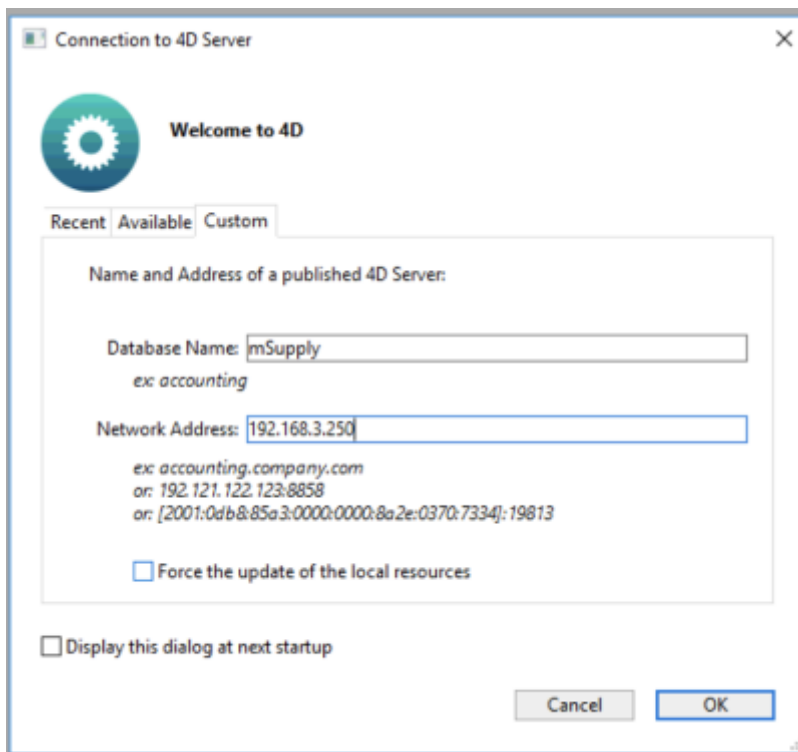 Connection to 4D Server
Welcome to 4D
Recent Available Custom
Name and Address of a published 4D Server:
Database Name: mSupply
ex: accounting
Network Address: 192.168.3.250
ex: accounting.company.com
or: 192.121.122.123:8858
or: [2001:0db8:85a3:0000:0000:8a2e:0370:7334]:19813
Force the update of the local resources
Display this dialog at next startup
Cancel OK